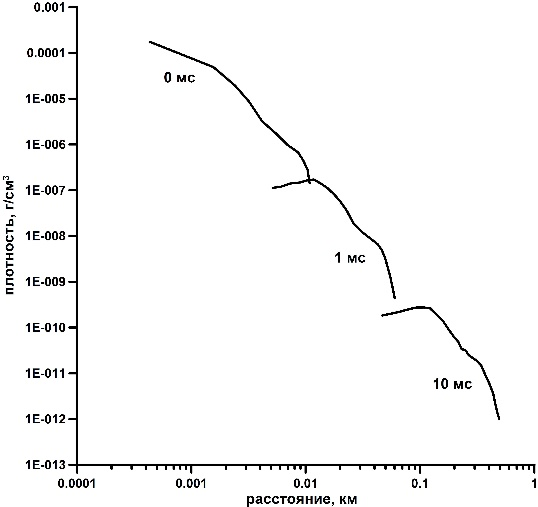 0.001
0.0001
0 мс
1E-005
1E-006
1E-007
1E-008
1 мс
1E-009
1E-010
1E-011
10 мс
1E-012
1E-013
плотность, г/см³
0.0001 0.001 0.01 0.1 1
расстояние, км